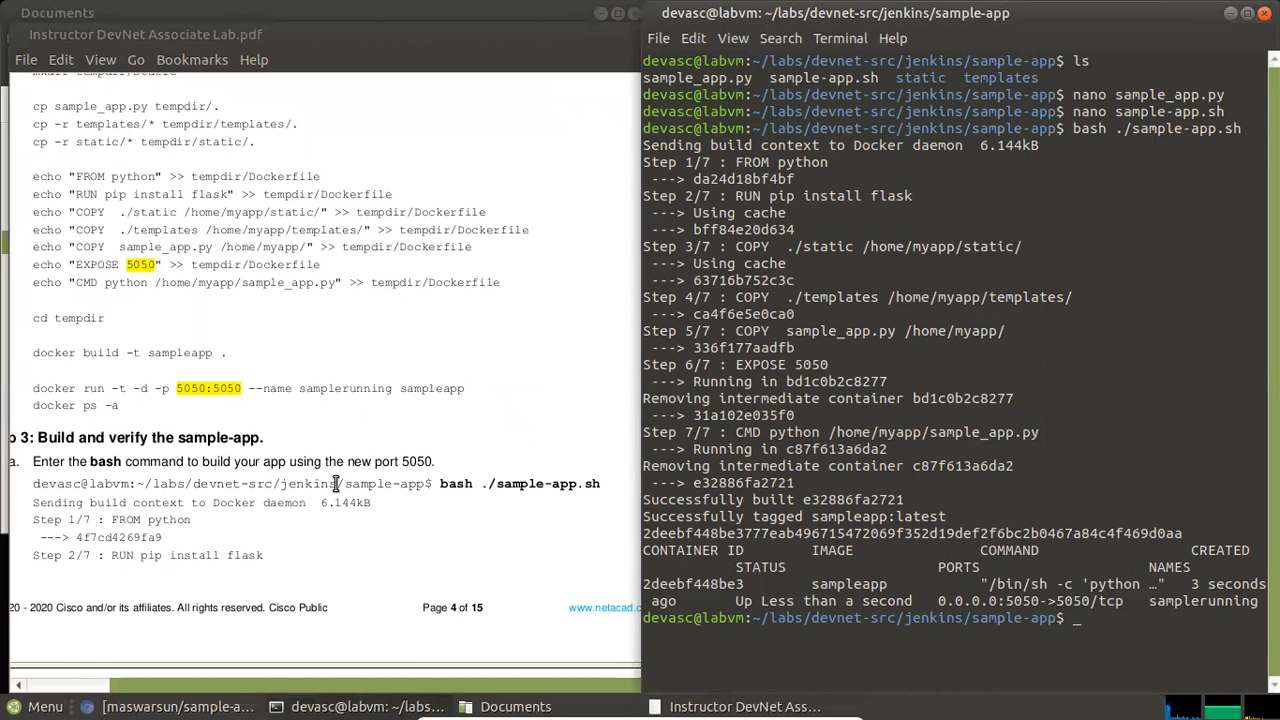 Documents
Instructor DevNet Associate Lab.pdf
File Edit View Go Bookmarks Help
cp sample_app.py tempdir/.
cp -r templates/* tempdir/templates/.
cp -r static/* tempdir/static/.
echo "FROM python" >> tempdir/Dockerfile
echo "RUN pip install flask" >> tempdir/Dockerfile
echo "COPY  ./static /home/myapp/static/" >> tempdir/Dockerfile
echo "COPY  ./templates /home/myapp/templates/" >> tempdir/Dockerfile
echo "COPY  sample_app.py /home/myapp/" >> tempdir/Dockerfile
echo "EXPOSE 5050" >> tempdir/Dockerfile
echo "CMD python /home/myapp/sample_app.py" >> tempdir/Dockerfile
cd tempdir
docker build -t sampleapp .
docker run -t -d -p 5050:5050 --name samplerunning sampleapp
docker ps -a
p 3: Build and verify the sample-app.
a. Enter the bash command to build your app using the new port 5050.
devasc@labvm:~/labs/devnet-src/jenkins/sample-app$ bash ./sample-app.sh
Sending build context to Docker daemon  6.144kB
Step 1/7 : FROM python
---> 4f7cd4269fa9
Step 2/7 : RUN pip install flask
20 - 2020 Cisco and/or its affiliates. All rights reserved. Cisco Public Page 4 of 15 www.netacad.c
devasc@labvm: ~/labs/devnet-src/jenkins/sample-app
File Edit View Search Terminal Help
devasc@labvm:~/labs/devnet-src/jenkins/sample-app$ ls
sample_app.py  sample-app.sh  static  templates
devasc@labvm:~/labs/devnet-src/jenkins/sample-app$ nano sample_app.py
devasc@labvm:~/labs/devnet-src/jenkins/sample-app$ nano sample-app.sh
devasc@labvm:~/labs/devnet-src/jenkins/sample-app$ bash ./sample-app.sh
Sending build context to Docker daemon  6.144kB
Step 1/7 : FROM python
---> da24d18bf4bf
Step 2/7 : RUN pip install flask
---> Using cache
---> bff84e20d634
Step 3/7 : COPY  ./static /home/myapp/static/
---> Using cache
---> 63716b752c3c
Step 4/7 : COPY  ./templates /home/myapp/templates/
---> ca4f6e5e0ca0
Step 5/7 : COPY  sample_app.py /home/myapp/
---> 336f177aadfb
Step 6/7 : EXPOSE 5050
---> Running in bd1c0b2c8277
Removing intermediate container bd1c0b2c8277
---> 31a102e035f0
Step 7/7 : CMD python /home/myapp/sample_app.py
---> Running in c87f613a6da2
Removing intermediate container c87f613a6da2
---> e32886fa2721
Successfully built e32886fa2721
Successfully tagged sampleapp:latest
2deebf448be3777eab496715472069f352d19def2f6bc2b0467a84c4f469d0aa
CONTAINER ID        IMAGE               COMMAND                  CREATED
STATUS              PORTS                    NAMES
2deebf448be3        sampleapp           "/bin/sh -c 'python …"   3 seconds
ago    Up Less than a second   0.0.0.0:5050->5050/tcp   samplerunning
devasc@labvm:~/labs/devnet-src/jenkins/sample-app$ _
Menu [maswarsun/sample-a... devasc@labvm: ~/labs... Documents Instructor DevNet Assoc...